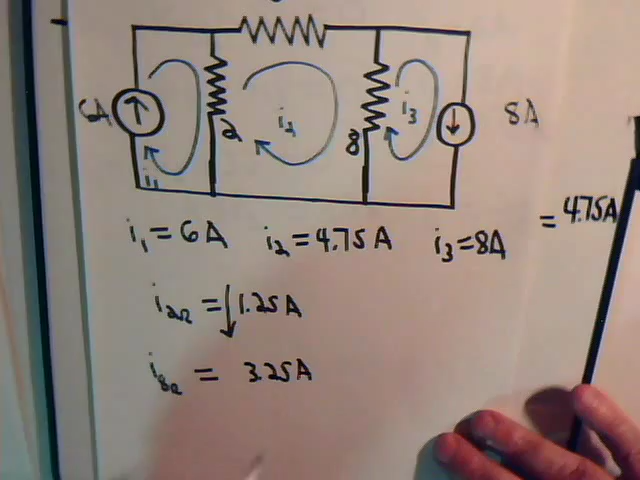 6A
2
i₂
8
i₃
8A
i₁
i₁ = 6A i₂ = 4.75A i₃ = 8A
= 4.75A
i₂Ω = ↓1.25A
i₈Ω = 3.25A